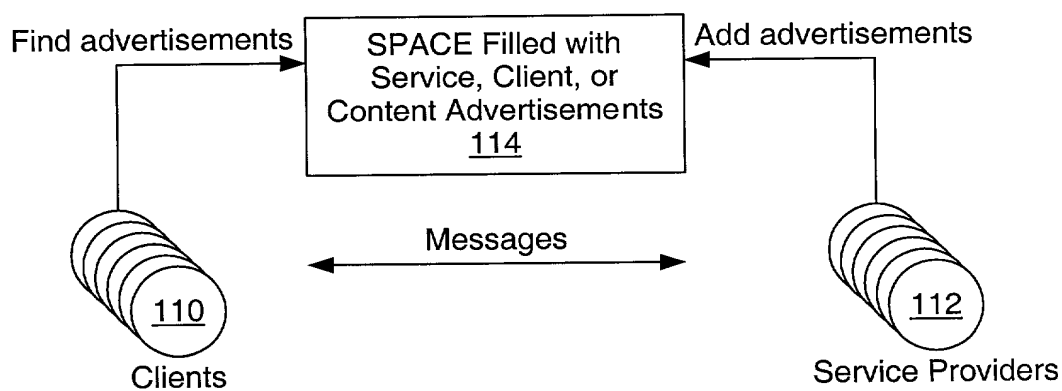 Find advertisements
SPACE Filled with
Service, Client, or
Content Advertisements
114
Add advertisements
Messages
110
Clients
112
Service Providers